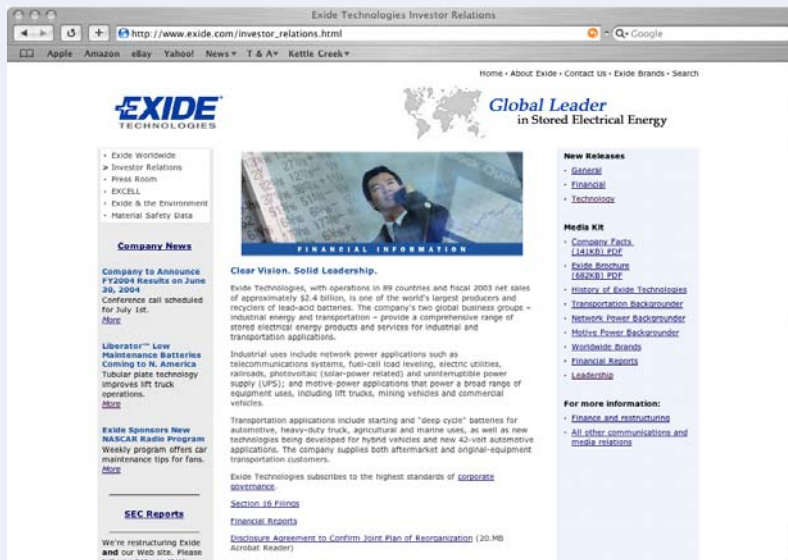 Exide Technologies Investor Relations
http://www.exide.com/investor_relations.html
Google
Apple Amazon eBay Yahoo! News T & A Kettle Creek
Home • About Exide • Contact Us • Exide Brands • Search
EXIDE
TECHNOLOGIES
Global Leader
in Stored Electrical Energy
Exide Worldwide
> Investor Relations
Press Room
EXCELL
Exide & the Environment
Material Safety Data
Company News
Company to Announce
FY2004 Results on June
30, 2004
Conference call scheduled
for July 1st.
More
Liberator™ Low
Maintenance Batteries
Coming to N. America
Tubular plate technology
improves lift truck
operations.
More
Exide Sponsors New
NASCAR Radio Program
Weekly program offers car
maintenance tips for fans.
More
SEC Reports
We're restructuring Exide
and our Web site. Please
Stock Quote
FINANCIAL INFORMATION
Clear Vision. Solid Leadership.
Exide Technologies, with operations in 89 countries and fiscal 2003 net sales
of approximately $2.4 billion, is one of the world's largest producers and
recyclers of lead-acid batteries. The company's two global business groups –
industrial energy and transportation – provide a comprehensive range of
stored electrical energy products and services for industrial and
transportation applications.
Industrial uses include network power applications such as
telecommunications systems, fuel-cell load leveling, electric utilities,
railroads, photovoltaic (solar-power related) and uninterruptible power
supply (UPS); and motive-power applications that power a broad range of
equipment uses, including lift trucks, mining vehicles and commercial
vehicles.
Transportation applications include starting and "deep cycle" batteries for
automotive, heavy-duty truck, agricultural and marine uses, as well as new
technologies being developed for hybrid vehicles and new 42-volt automotive
applications. The company supplies both aftermarket and original-equipment
transportation customers.
Exide Technologies subscribes to the highest standards of corporate
governance.
Section 16 Filings
Financial Reports
Disclosure Agreement to Confirm Joint Plan of Reorganization (20.MB
Acrobat Reader)
New Releases
General
Financial
Technology
Media Kit
Company Facts
(141KB) PDF
Exide Brochure
(682KB) PDF
History of Exide Technologies
Transportation Backgrounder
Network Power Backgrounder
Motive Power Backgrounder
Worldwide Brands
Financial Reports
Leadership
For more information:
Finance and restructuring
All other communications and
media relations